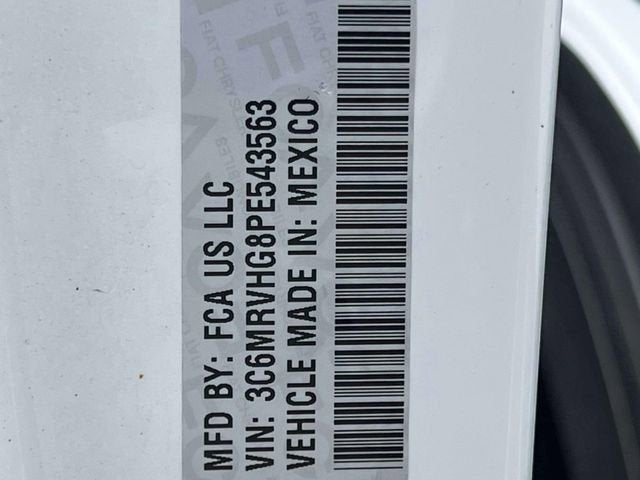 MFD BY: FCA US LLC
VIN: 3C6MRVHG8PE543563
VEHICLE MADE IN: MEXICO